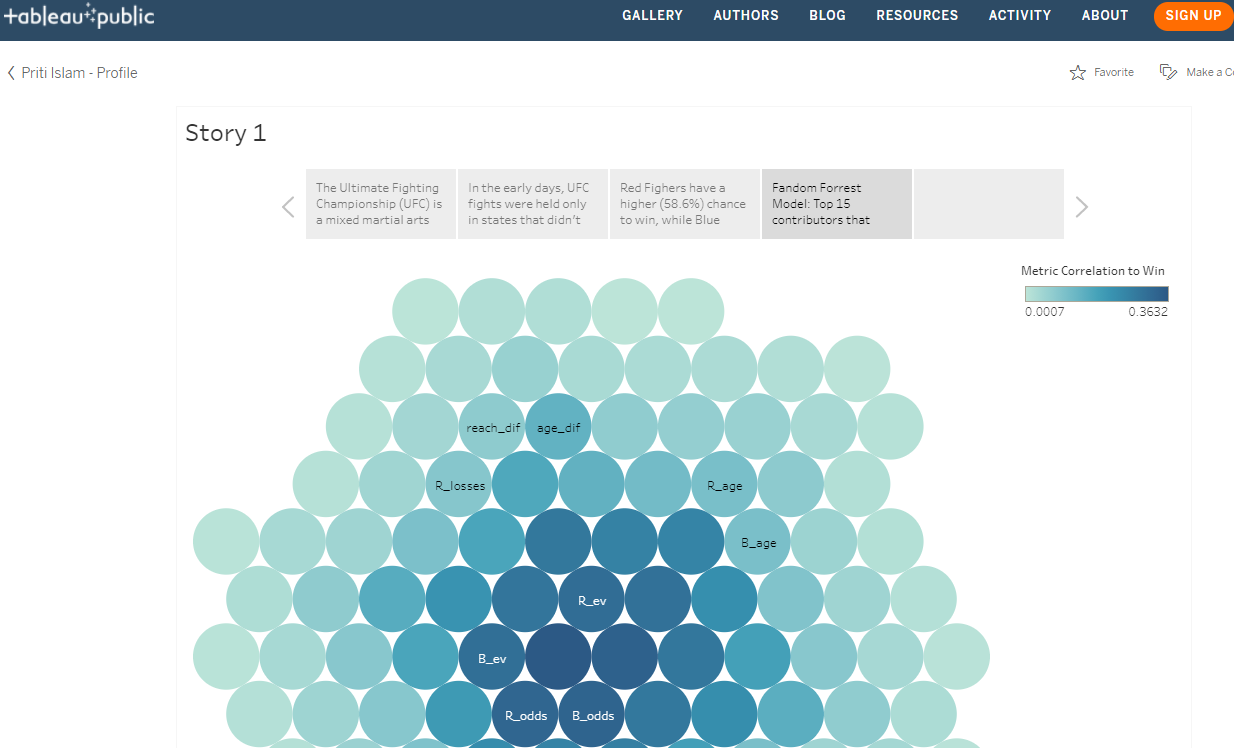 tableau public
GALLERY AUTHORS BLOG RESOURCES ACTIVITY ABOUT SIGN UP
Priti Islam - Profile
Favorite
Make a Co
Story 1
The Ultimate Fighting
Championship (UFC) is
a mixed martial arts
In the early days, UFC
fights were held only
in states that didn't
Red Fighers have a
higher (58.6%) chance
to win, while Blue
Fandom Forrest
Model: Top 15
contributors that
Metric Correlation to Win
0.0007 0.3632
reach_dif age_dif
R_losses R_age
B_age
R_ev
B_ev
R_odds B_odds